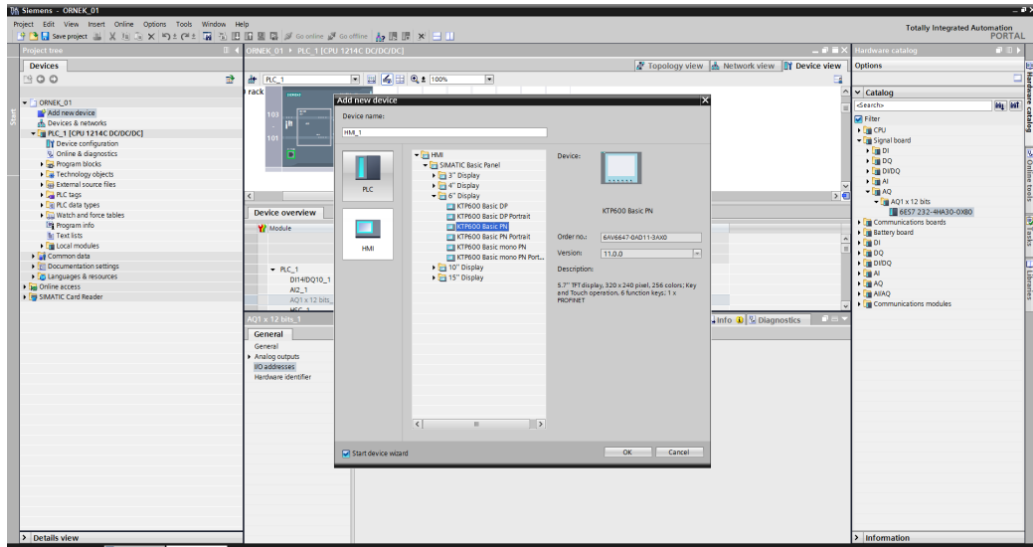 Siemens - ORNEK_01
Project Edit View Insert Online Options Tools Window Help
Save project
Go online
Go offline
Totally Integrated Automation
PORTAL
Project tree
ORNEK_01 ▸ PLC_1 [CPU 1214C DC/DC/DC]
Hardware catalog
Devices
Topology view
Network view
Device view
Options
PLC_1
100%
rack
103
101
Start
ORNEK_01
Add new device
Devices & networks
PLC_1 [CPU 1214C DC/DC/DC]
Device configuration
Online & diagnostics
Program blocks
Technology objects
External source files
PLC tags
PLC data types
Watch and force tables
Program info
Text lists
Local modules
Common data
Documentation settings
Languages & resources
Online access
SIMATIC Card Reader
Details view
Add new device
Device name:
HMI_1
PLC
HMI
HMI
SIMATIC Basic Panel
3" Display
4" Display
6" Display
KTP600 Basic DP
KTP600 Basic DP Portrait
KTP600 Basic PN
KTP600 Basic PN Portrait
KTP600 Basic mono PN
KTP600 Basic mono PN Port...
10" Display
15" Display
Device:
KTP600 Basic PN
Order no.:
6AV6647-0AD11-3AX0
Version:
11.0.0
Description:
5.7" TFT display, 320 x 240 pixel, 256 colors; Key
and Touch operation, 6 function keys; 1 x
PROFINET
Start device wizard
OK
Cancel
Device overview
Module
PLC_1
DI14/DQ10_1
AI2_1
AQ1 x 12 bits_
HSC_1
AQ1 x 12 bits_1
Info
Diagnostics
General
General
Analog outputs
I/O addresses
Hardware identifier
Catalog
<Search>
Filter
CPU
Signal board
DI
DQ
DI/DQ
AI
AQ
AQ1 x 12 bits
6ES7 232-4HA30-0XB0
Communications boards
Battery board
DI
DQ
DI/DQ
AI
AQ
AI/AQ
Communications modules
Information
Hardware catalog
Online tools
Tasks
Libraries